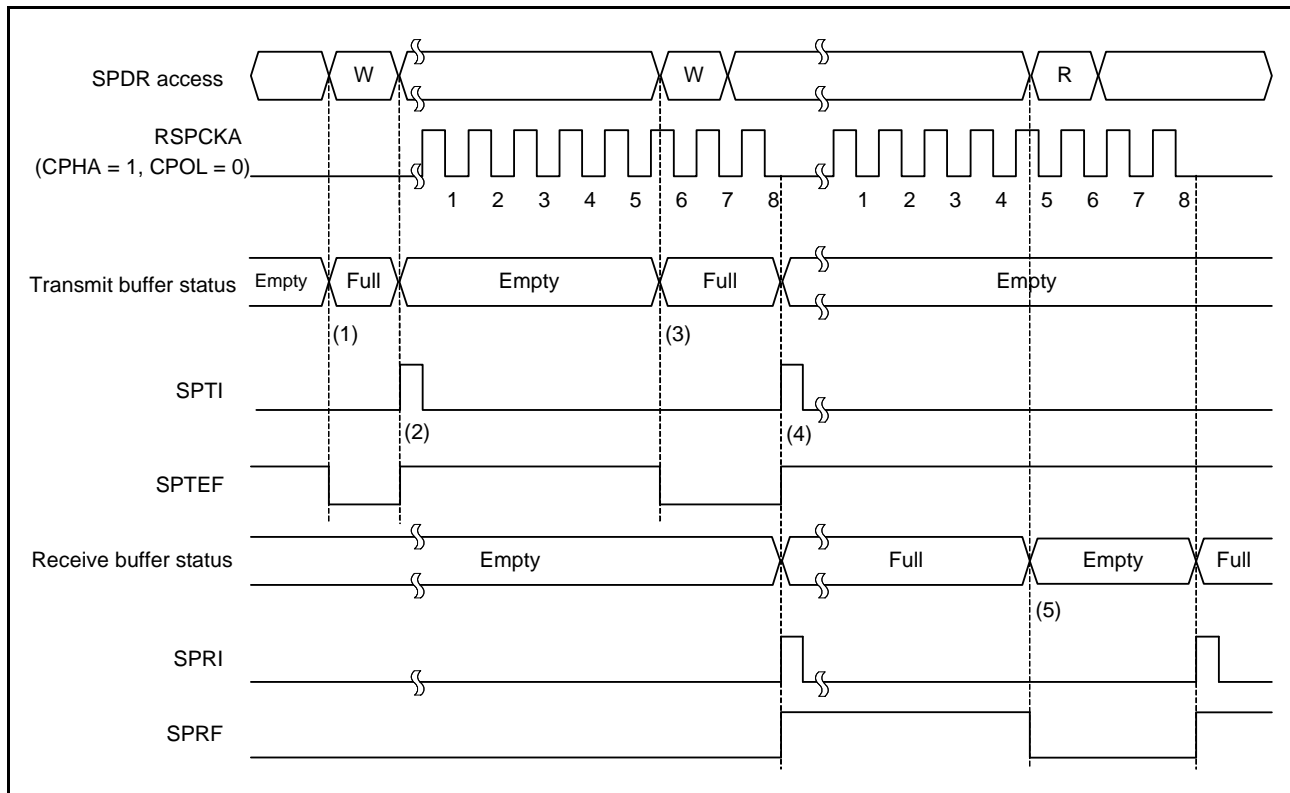 SPDR access W W R
RSPCKA
(CPHA = 1, CPOL = 0)
1 2 3 4 5 6 7 8 1 2 3 4 5 6 7 8
Transmit buffer status Empty Full Empty Full Empty
(1) (3)
SPTI
(2) (4)
SPTEF
Receive buffer status Empty Full Empty Full
(5)
SPRI
SPRF